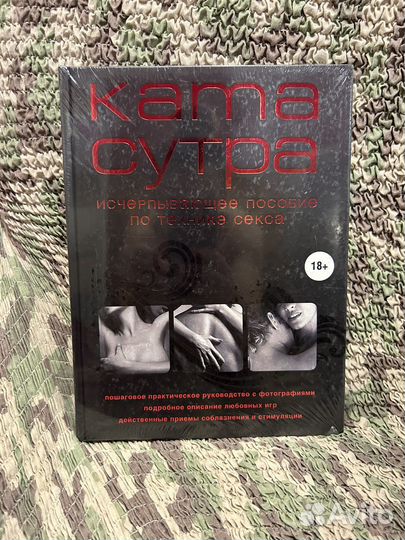 кама
сутра
исчерпывающее пособие
по технике секса
18+
пошаговое практическое руководство с фотографиями
подробное описание любовных игр
действенные приемы соблазнения и стимуляции
Avito